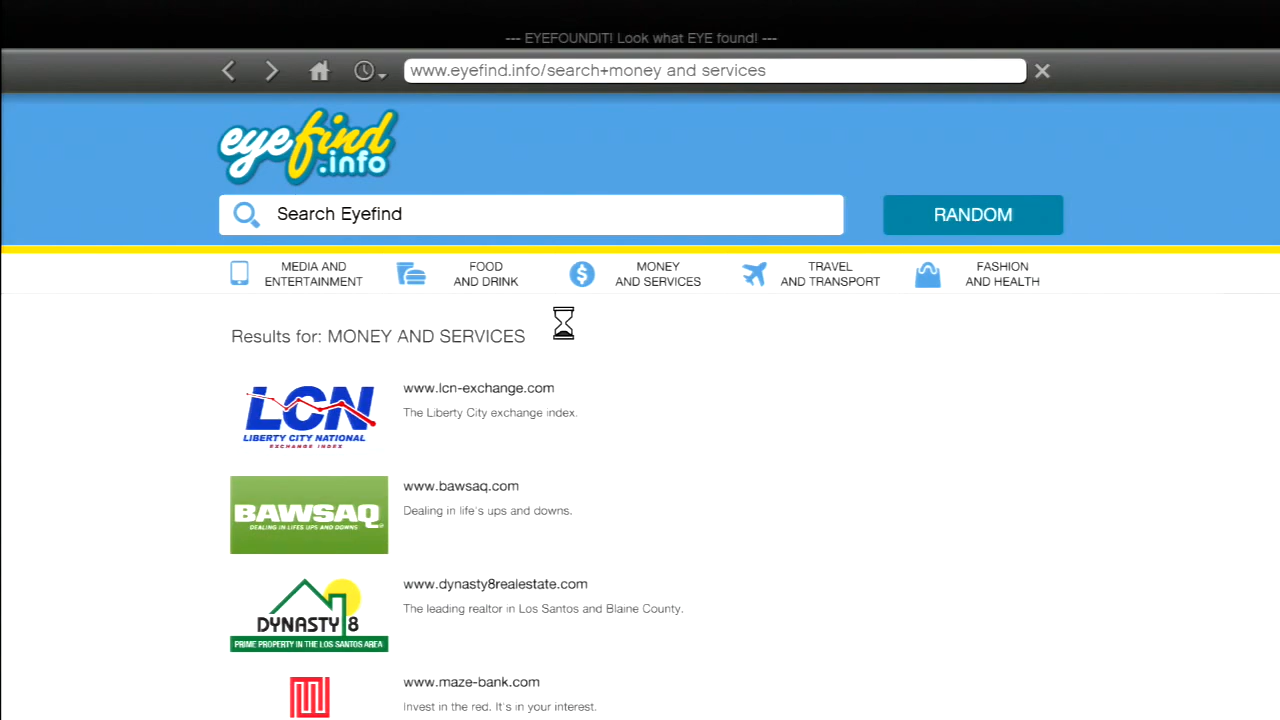 --- EYEFOUNDIT! Look what EYE found! ---
www.eyefind.info/search+money and services
eyefind
.info
Search Eyefind
RANDOM
MEDIA AND
ENTERTAINMENT
FOOD
AND DRINK
MONEY
AND SERVICES
TRAVEL
AND TRANSPORT
FASHION
AND HEALTH
Results for: MONEY AND SERVICES
LCN
LIBERTY CITY NATIONAL
EXCHANGE INDEX
www.lcn-exchange.com
The Liberty City exchange index.
BAWSAQ
DEALING IN LIFES UPS AND DOWNS
www.bawsaq.com
Dealing in life's ups and downs.
DYNASTY 8
PRIME PROPERTY IN THE LOS SANTOS AREA
www.dynasty8realestate.com
The leading realtor in Los Santos and Blaine County.
www.maze-bank.com
Invest in the red. It's in your interest.